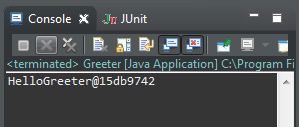 Console JUnit
<terminated> Greeter [Java Application] C:\Program Fi
HelloGreeter@15db9742